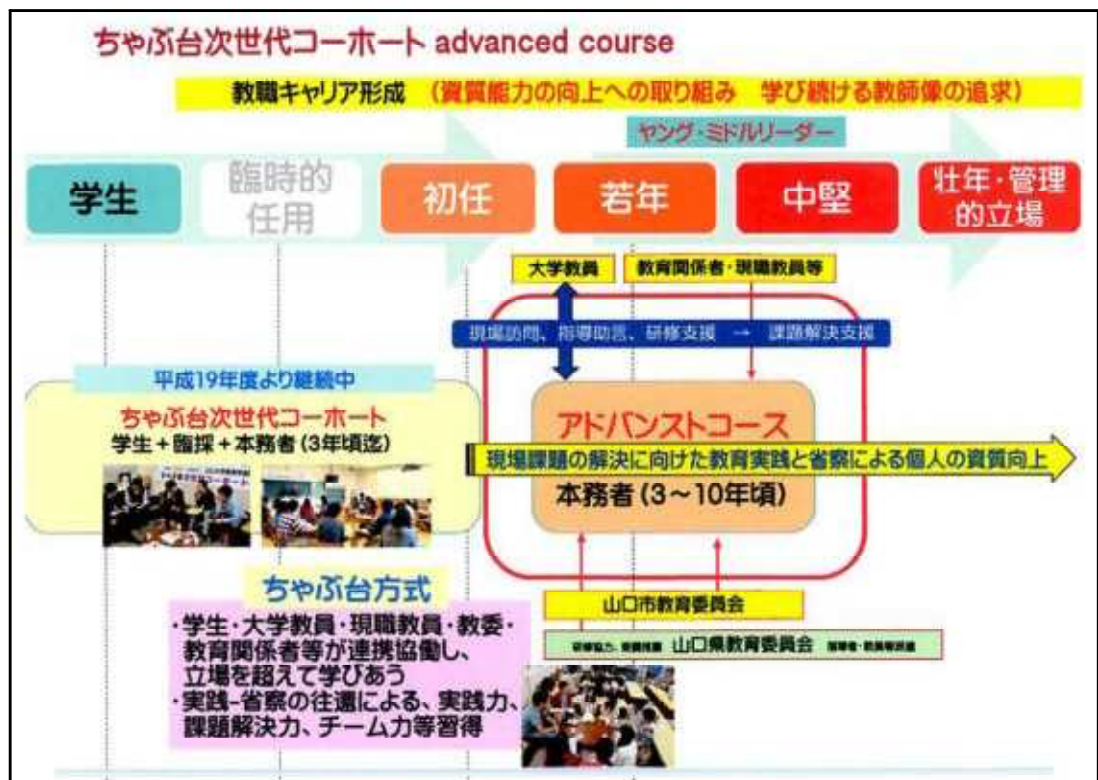 ちゃぶ台次世代コーホート advanced course
教職キャリア形成 (資質能力の向上への取り組み 学び続ける教師像の追求)
ヤング・ミドルリーダー
学生
臨時的
任用
初任
若年
中堅
壮年・管理
的立場
大学教員
教育関係者・現職教員等
現場訪問、指導助言、研修支援 → 課題解決支援
平成19年度より継続中
ちゃぶ台次世代コーホート
学生+臨採+本務者(3年頃迄)
アドバンストコース
現場課題の解決に向けた教育実践と省察による個人の資質向上
本務者(3~10年頃)
ちゃぶ台方式
・学生・大学教員・現職教員・教委・
教育関係者等が連携協働し、
立場を超えて学びあう
・実践-省察の往還による、実践力、
課題解決力、チーム力等習得
山口市教育委員会
山口県教育委員会